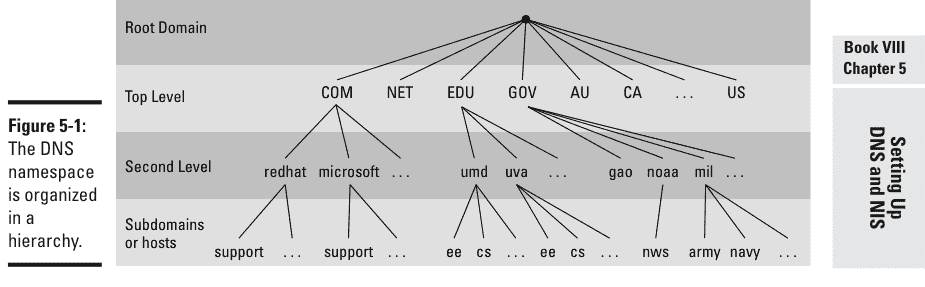 Root Domain
Top Level
COM NET EDU GOV AU CA ... US
Second Level
redhat microsoft ... umd uva ... gao noaa mil ...
Subdomains
or hosts
support ... support ... ee cs ... ee cs ... nws army navy ...
Figure 5-1:
The DNS
namespace
is organized
in a
hierarchy.
Book VIII
Chapter 5
Setting Up
DNS and NIS